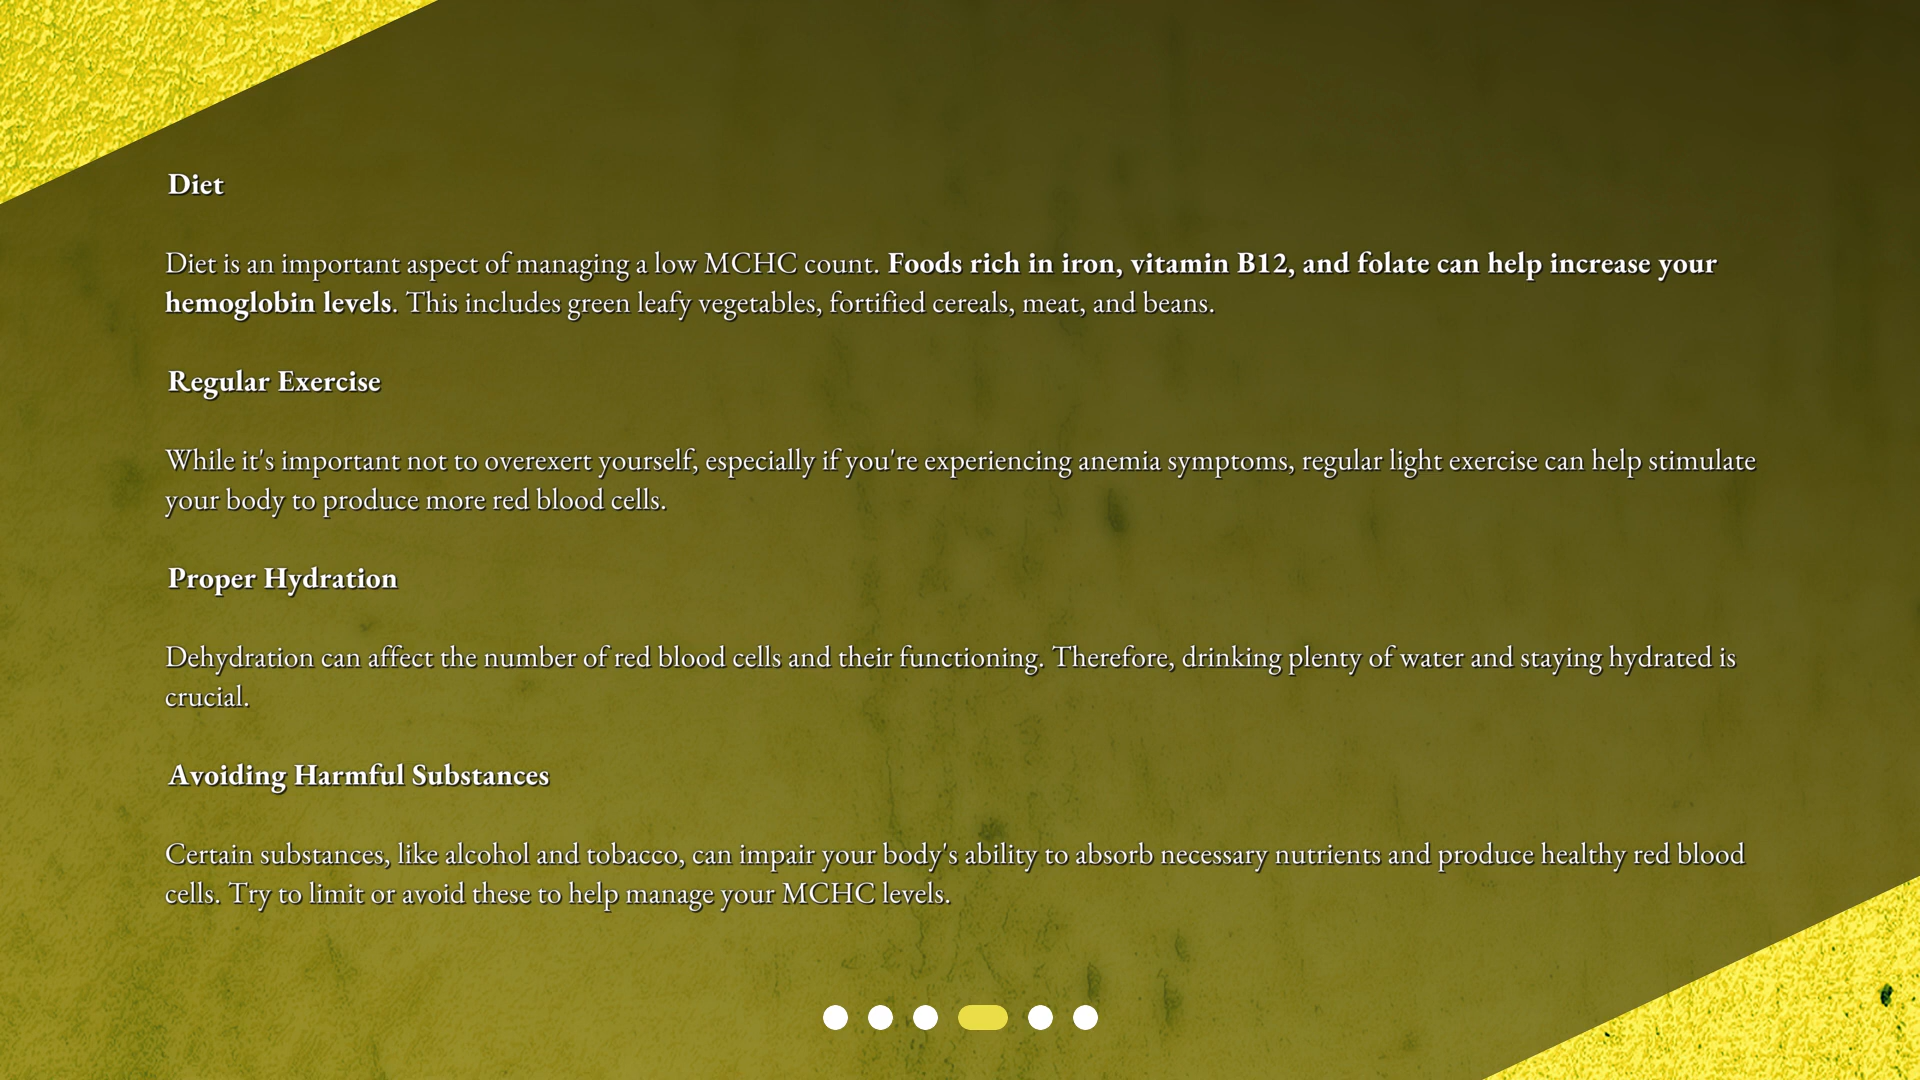 Diet
Diet is an important aspect of managing a low MCHC count. Foods rich in iron, vitamin B12, and folate can help increase your
hemoglobin levels. This includes green leafy vegetables, fortified cereals, meat, and beans.
Regular Exercise
While it's important not to overexert yourself, especially if you're experiencing anemia symptoms, regular light exercise can help stimulate
your body to produce more red blood cells.
Proper Hydration
Dehydration can affect the number of red blood cells and their functioning. Therefore, drinking plenty of water and staying hydrated is
crucial.
Avoiding Harmful Substances
Certain substances, like alcohol and tobacco, can impair your body's ability to absorb necessary nutrients and produce healthy red blood
cells. Try to limit or avoid these to help manage your MCHC levels.